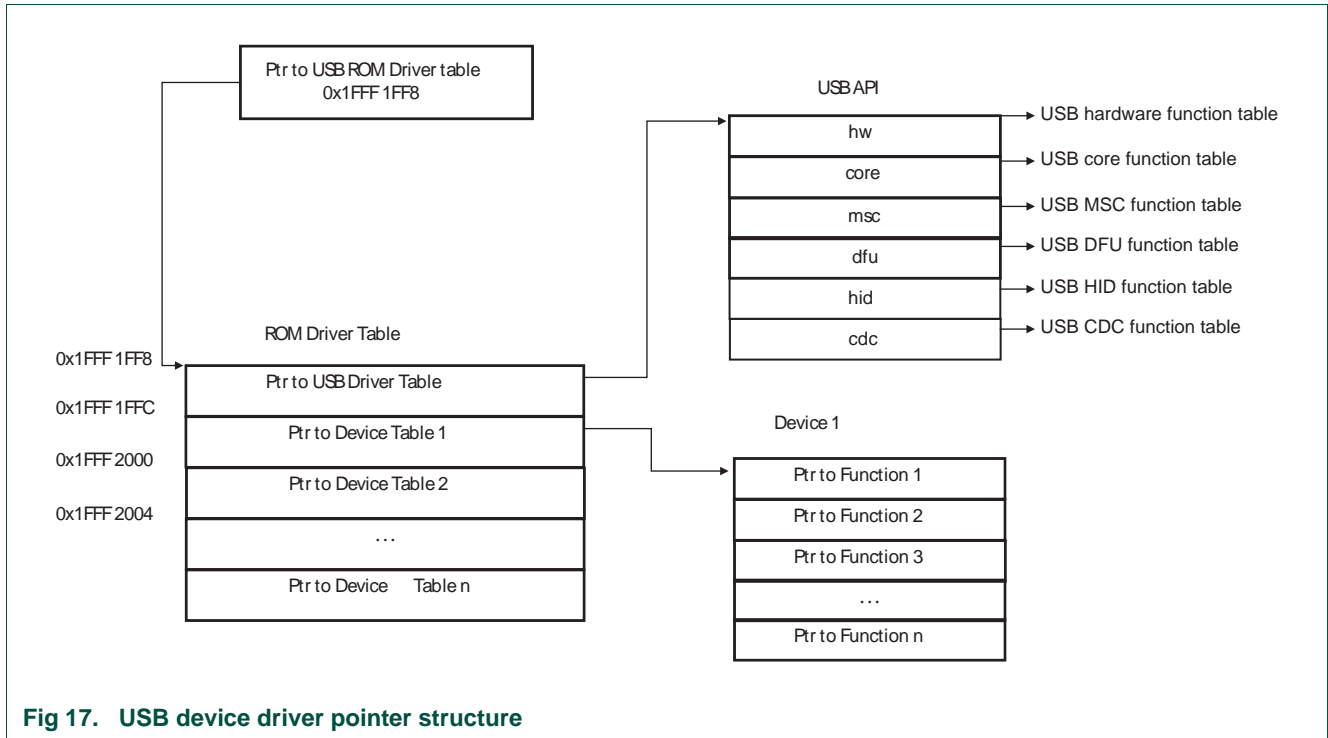 Ptr to USB ROM Driver table
0x1FFF 1FF8
USB API
hw
core
msc
dfu
hid
cdc
USB hardware function table
USB core function table
USB MSC function table
USB DFU function table
USB HID function table
USB CDC function table
ROM Driver Table
0x1FFF 1FF8
0x1FFF 1FFC
0x1FFF 2000
0x1FFF 2004
Ptr to USB Driver Table
Ptr to Device Table 1
Ptr to Device Table 2
...
Ptr to Device Table n
Device 1
Ptr to Function 1
Ptr to Function 2
Ptr to Function 3
...
Ptr to Function n
Fig 17. USB device driver pointer structure